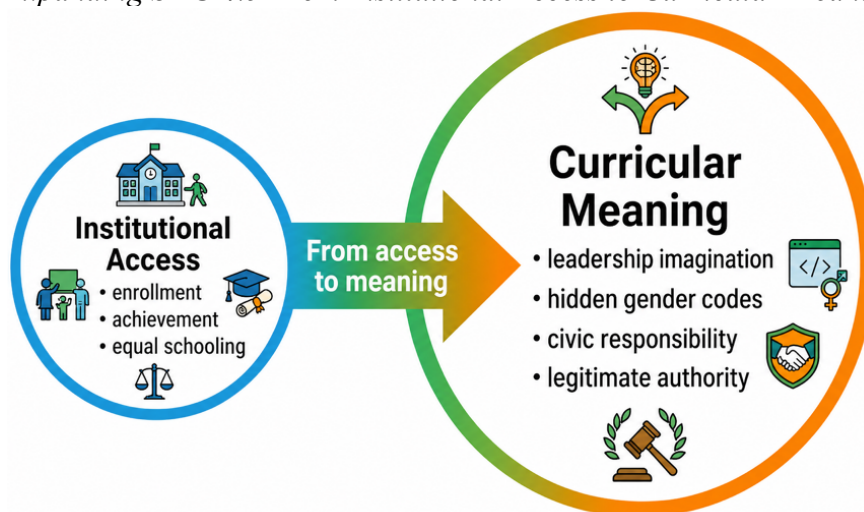 Institutional
Access
• enrollment
• achievement
• equal schooling
From access
to meaning
Curricular
Meaning
• leadership imagination
• hidden gender codes
• civic responsibility
• legitimate authority
</>